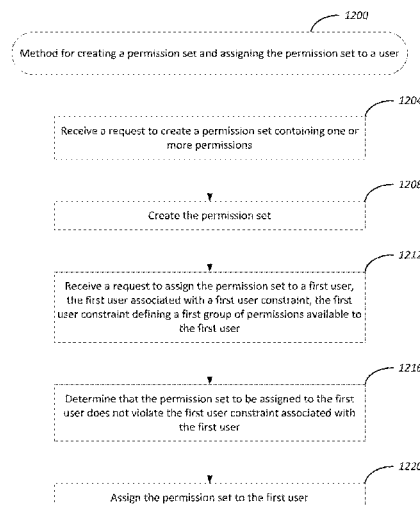 1200
Method for creating a permission set and assigning the permission set to a user
1204
Receive a request to create a permission set containing one or
more permissions
1208
Create the permission set
1212
Receive a request to assign the permission set to a first user,
the first user associated with a first user constraint, the first
user constraint defining a first group of permissions available to
the first user
1216
Determine that the permission set to be assigned to the first
user does not violate the first user constraint associated with
the first user
1220
Assign the permission set to the first user